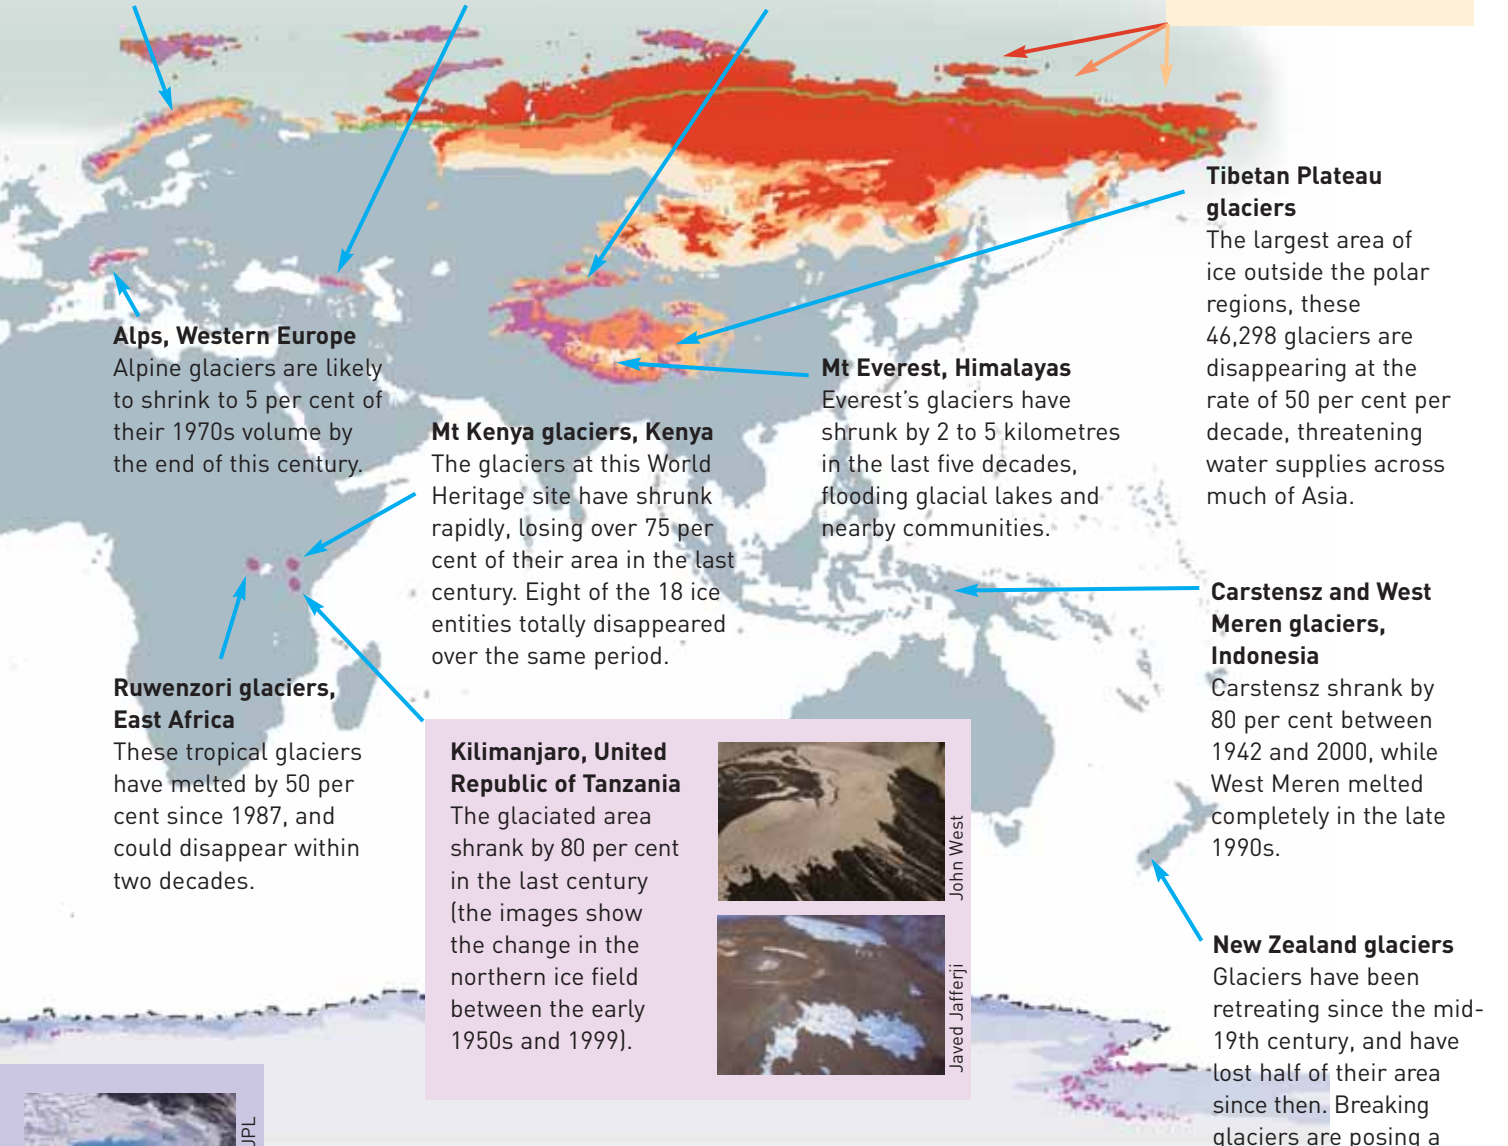 Tibetan Plateau
glaciers
The largest area of
ice outside the polar
regions, these
46,298 glaciers are
disappearing at the
rate of 50 per cent per
decade, threatening
water supplies across
much of Asia.
Alps, Western Europe
Alpine glaciers are likely
to shrink to 5 per cent of
their 1970s volume by
the end of this century.
Mt Everest, Himalayas
Everest’s glaciers have
shrunk by 2 to 5 kilometres
in the last five decades,
flooding glacial lakes and
nearby communities.
Mt Kenya glaciers, Kenya
The glaciers at this World
Heritage site have shrunk
rapidly, losing over 75 per
cent of their area in the last
century. Eight of the 18 ice
entities totally disappeared
over the same period.
Carstensz and West
Meren glaciers,
Indonesia
Carstensz shrank by
80 per cent between
1942 and 2000, while
West Meren melted
completely in the late
1990s.
Ruwenzori glaciers,
East Africa
These tropical glaciers
have melted by 50 per
cent since 1987, and
could disappear within
two decades.
Kilimanjaro, United
Republic of Tanzania
The glaciated area
shrank by 80 per cent
in the last century
(the images show
the change in the
northern ice field
between the early
1950s and 1999).
John West
Javed Jafferji
New Zealand glaciers
Glaciers have been
retreating since the mid-
19th century, and have
lost half of their area
since then. Breaking
glaciers are posing a
JPL